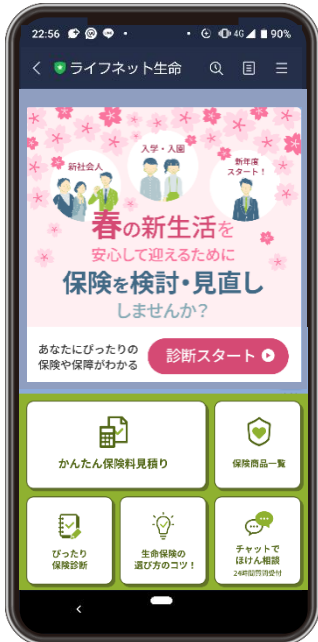 22:56
4G 90%
ライフネット生命
新社会人
入学・入園
新年度
スタート！
春の新生活を
安心して迎えるために
保険を検討・見直し
しませんか？
あなたにぴったりの
保険や保障がわかる
診断スタート
かんたん保険料見積り
保険商品一覧
ぴったり
保険診断
生命保険の
選び方のコツ！
チャットで
ほけん相談
24時間質問受付